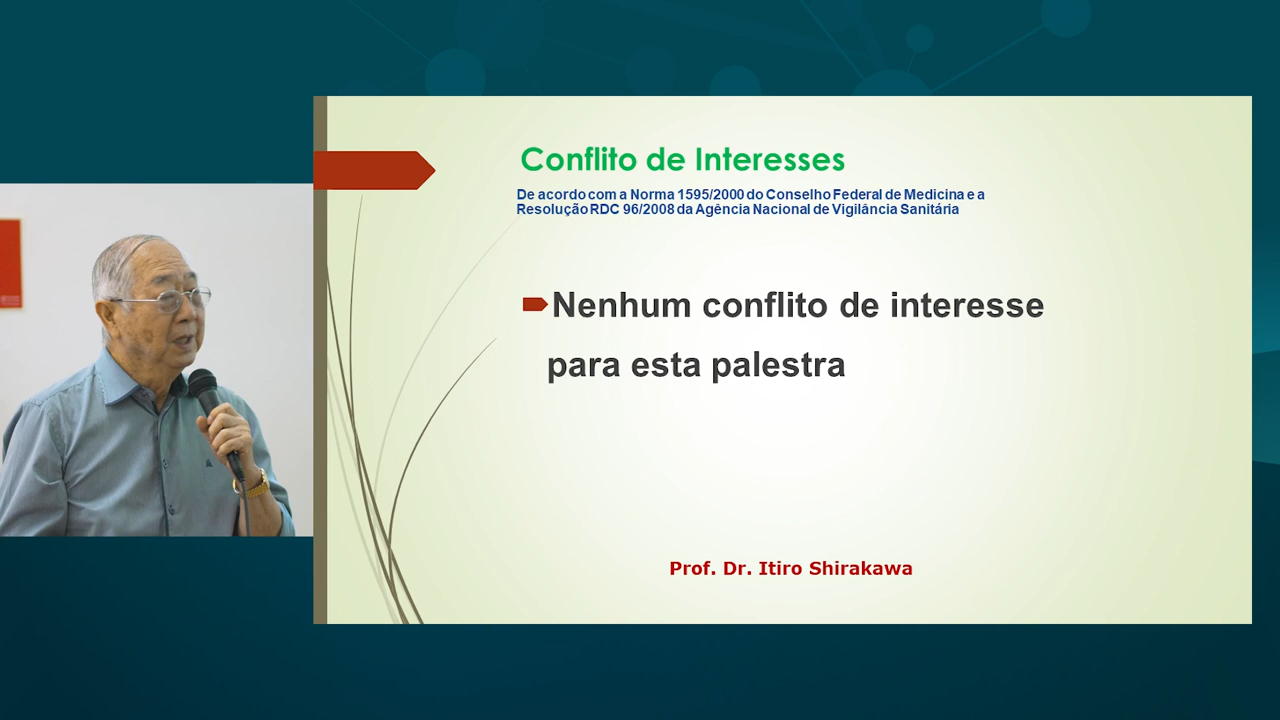 Conflito de Interesses
De acordo com a Norma 1595/2000 do Conselho Federal de Medicina e a
Resolução RDC 96/2008 da Agência Nacional de Vigilância Sanitária
Nenhum conflito de interesse
para esta palestra
Prof. Dr. Itiro Shirakawa